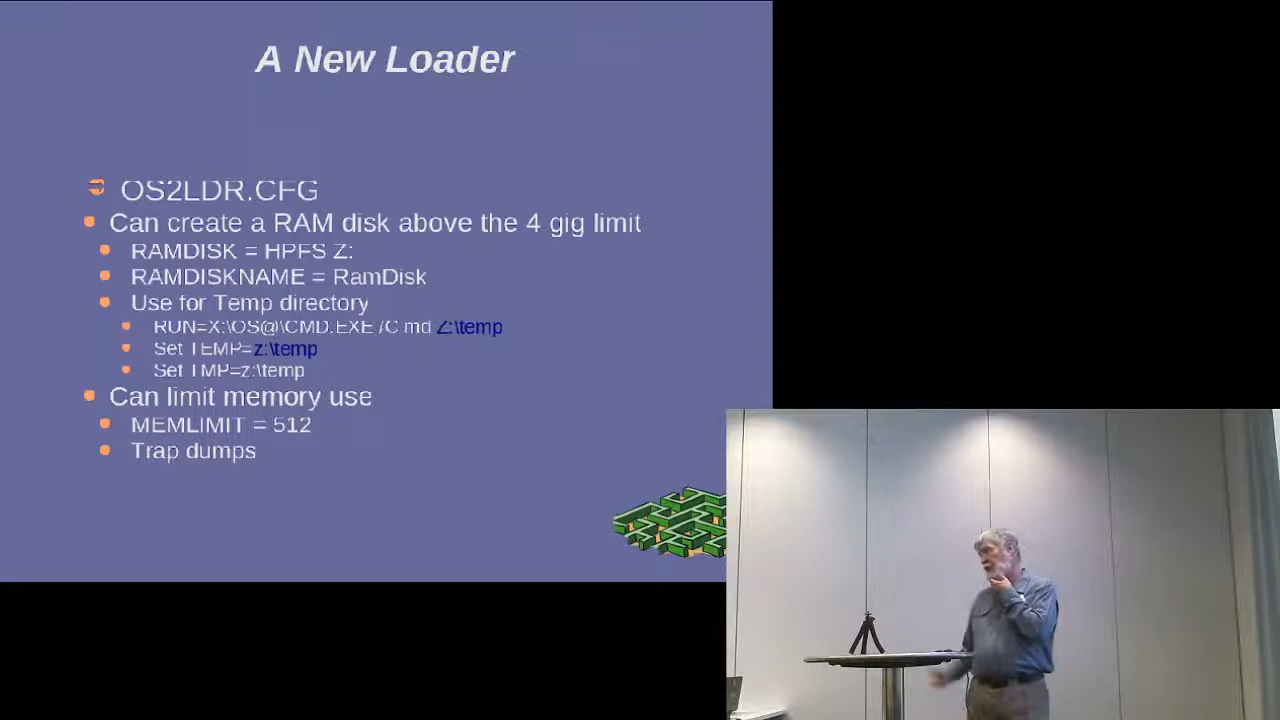 A New Loader
OS2LDR.CFG
Can create a RAM disk above the 4 gig limit
RAMDISK = HPFS Z:
RAMDISKNAME = RamDisk
Use for Temp directory
RUN=X:\OS@\CMD.EXE /C md Z:\temp
Set TEMP=z:\temp
Set TMP=z:\temp
Can limit memory use
MEMLIMIT = 512
Trap dumps